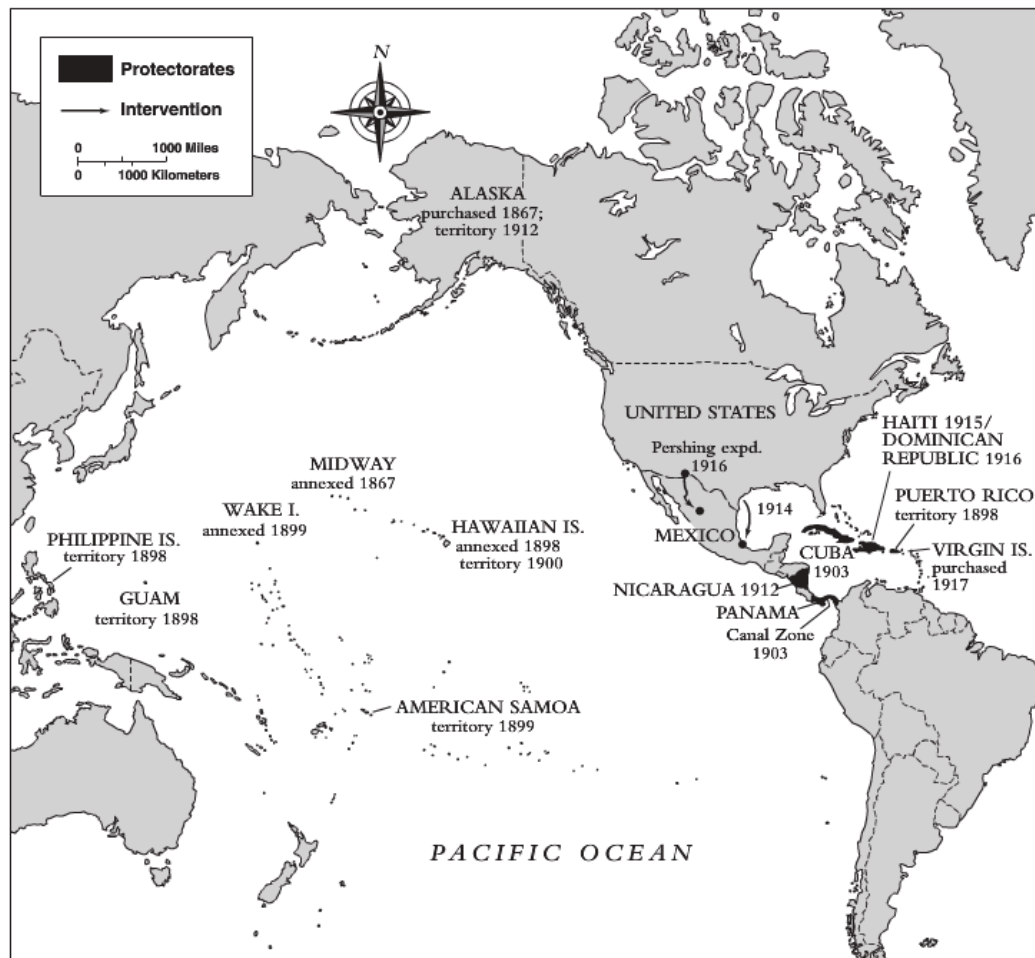 Protectorates
Intervention
0 1000 Miles
0 1000 Kilometers
N
ALASKA
purchased 1867;
territory 1912
UNITED STATES
Pershing expd.
1916
HAITI 1915/
DOMINICAN
REPUBLIC 1916
MIDWAY
annexed 1867
WAKE I.
annexed 1899
HAWAIIAN IS.
annexed 1898
territory 1900
1914
PUERTO RICO
territory 1898
MEXICO
PHILIPPINE IS.
territory 1898
CUBA
1903
VIRGIN IS.
purchased
1917
GUAM
territory 1898
NICARAGUA 1912
PANAMA
Canal Zone
1903
AMERICAN SAMOA
territory 1899
PACIFIC OCEAN